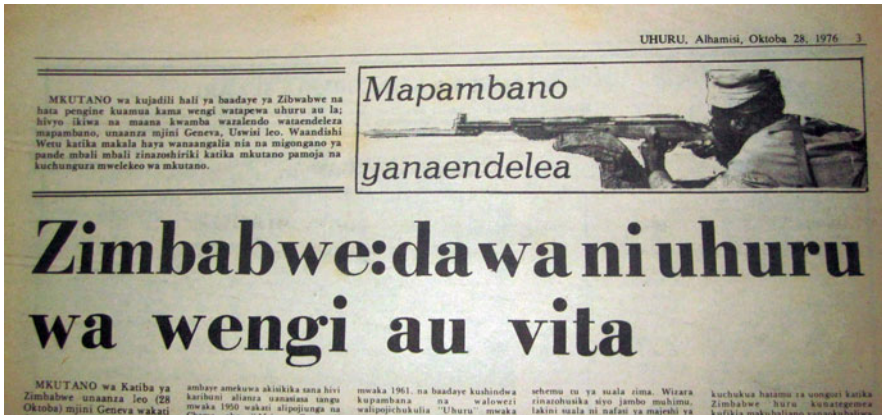 UHURU, Alhamisi, Oktoba 28, 1976 3
MKUTANO wa kujadili hali ya baadaye ya Zibwabwe na
hata pengine kuamua kama wengi watapewa uhuru au la;
hivyo ikiwa na maana kwamba wazalendo wataendeleza
mapambano, unaanza mjini Geneva, Uswisi leo. Waandishi
Wetu katika makala haya wanaangalia nia na migongano ya
pande mbali mbali zinazoshiriki katika mkutano pamoja na
kuchungura mwelekeo wa mkutano.
Mapambano
yanaendelea
Zimbabwe: dawa ni uhuru
wa wengi au vita
MKUTANO wa Katiba ya
Zimbabwe unaanza leo (28
Oktoba) mjini Geneva wakati
ambaye amekuwa akisikika sana hivi
karibuni alianza uanasiasa tangu
mwaka 1950 wakati alipojiunga na
mwaka 1961, na baadaye kushindwa
kupambana na walowezi
walipojichukulia "Uhuru" mwaka
sehemu tu ya suala zima. Wizara
zinazohusika siyo jambo muhimu,
lakini suala ni nafasi ya majeshi ya
kuchukua hatamu za uongozi katika
Zimbabwe huru kunategemea